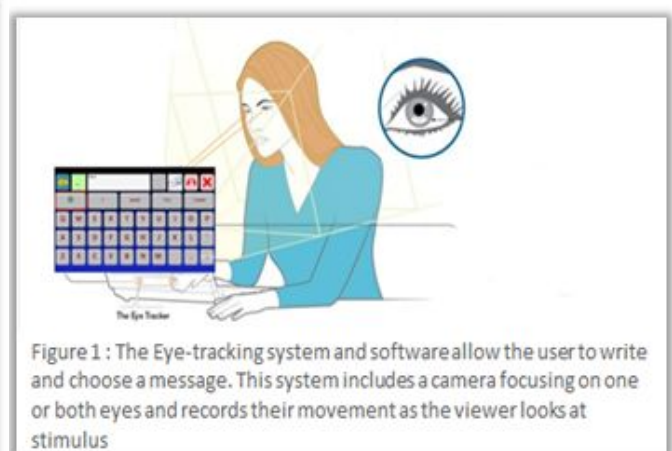 Q W E R T Y U I O P
A S D F G H J K L
Z X C V B N M
The Eye Tracker
Figure 1 : The Eye-tracking system and software allow the user to write
and choose a message. This system includes a camera focusing on one
or both eyes and records their movement as the viewer looks at
stimulus